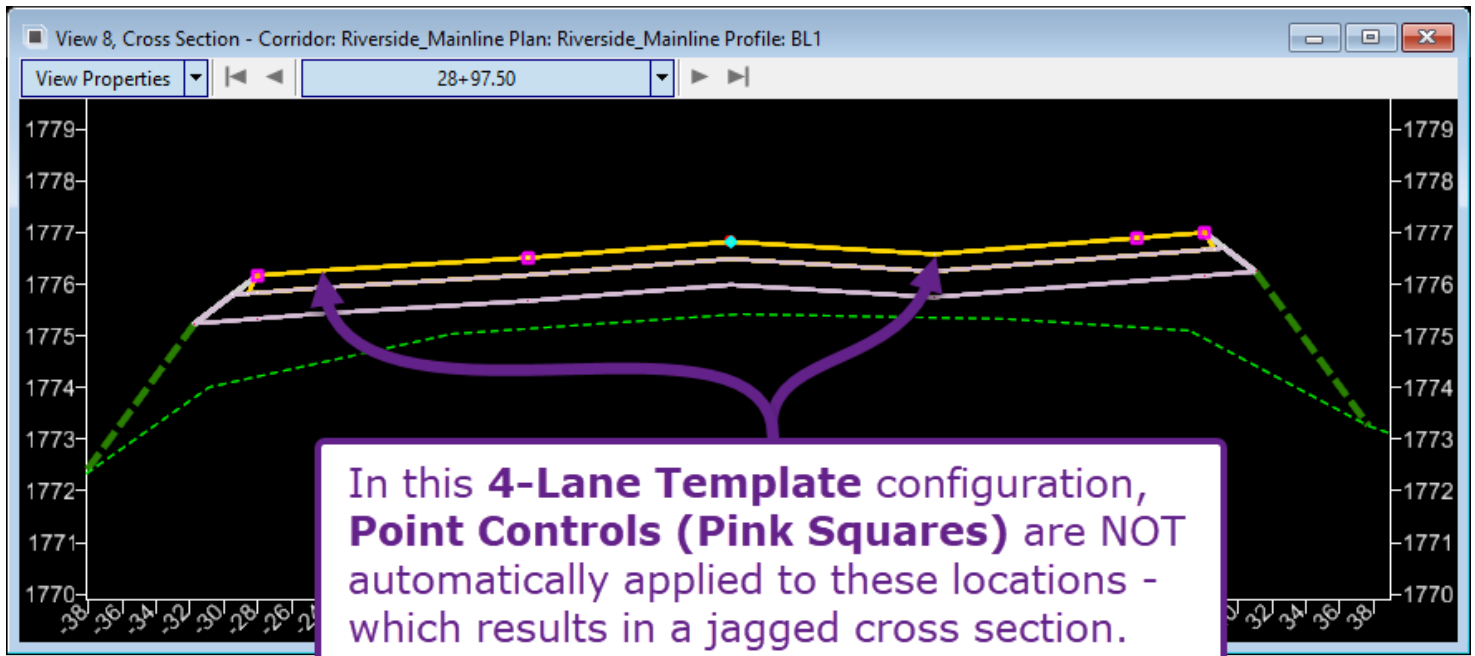 View 8, Cross Section - Corridor: Riverside_Mainline Plan: Riverside_Mainline Profile: BL1
View Properties 28+97.50
1779 1779
1778 1778
1777 1777
1776 1776
1775 1775
1774 1774
1773 1773
1772 1772
1771 1771
1770 1770
-38 -36 -34 -32 -30 -28 -26 -24 30 32 34 36 38
In this 4-Lane Template configuration,
Point Controls (Pink Squares) are NOT
automatically applied to these locations -
which results in a jagged cross section.